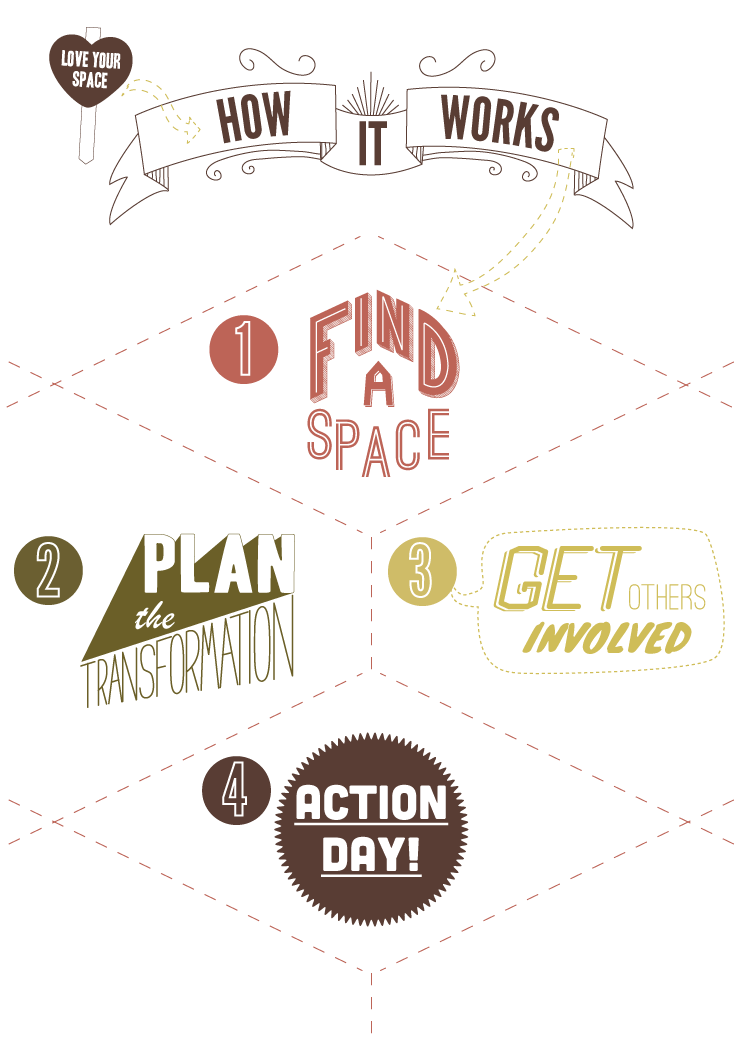 LOVE YOUR
SPACE
HOW IT WORKS
1
FIND
A
SPACE
2
PLAN
the
TRANSFORMATION
3
GET OTHERS
INVOLVED
4
ACTION
DAY!